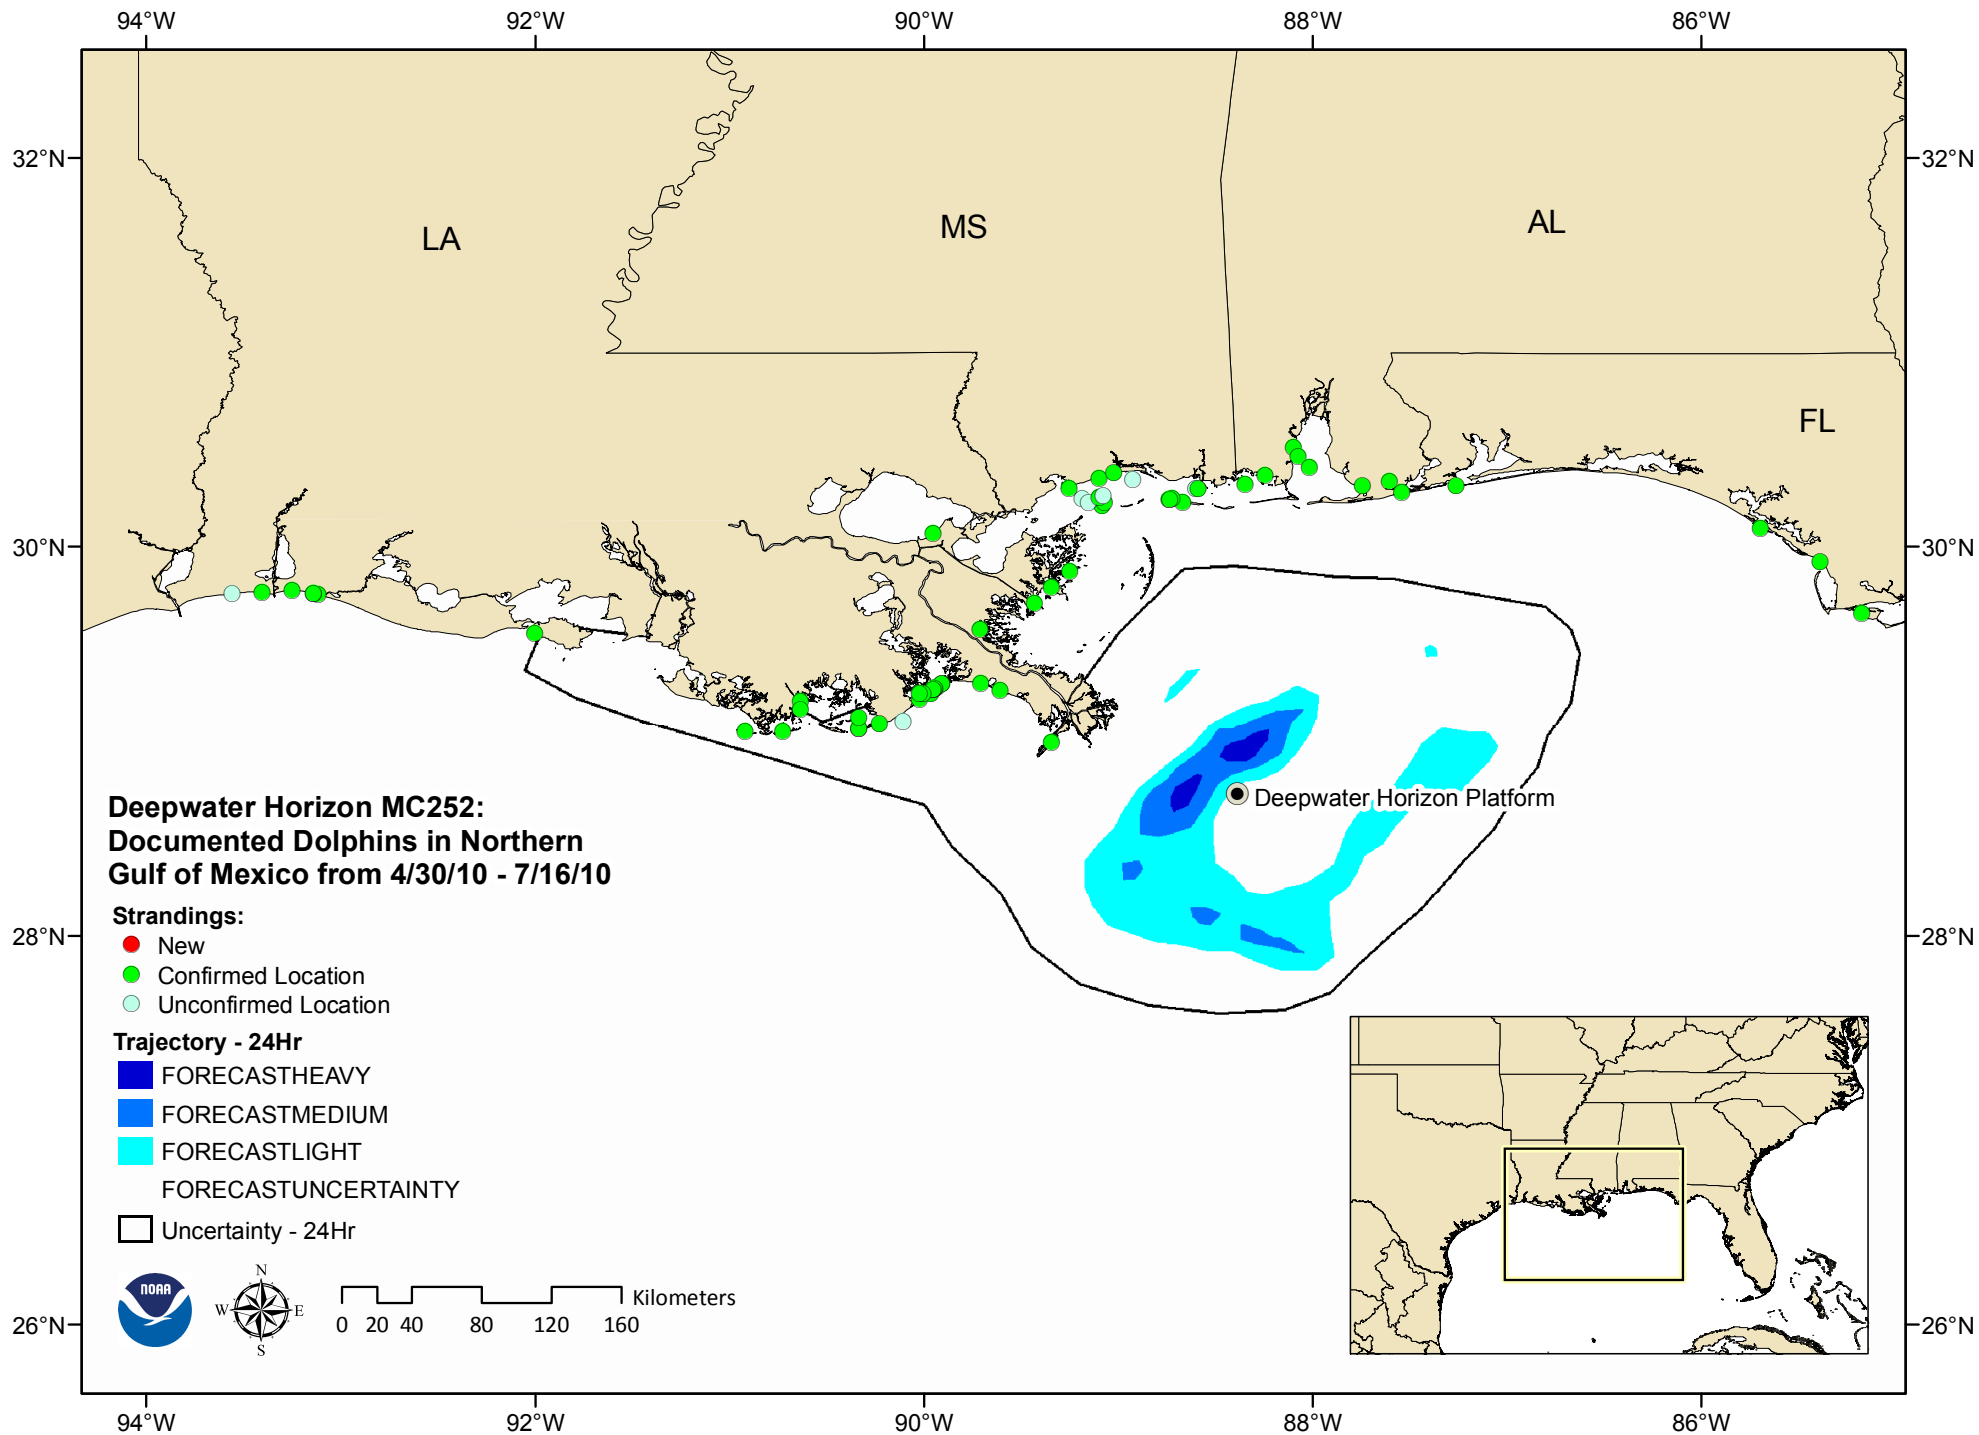 94°W 92°W 90°W 88°W 86°W
32°N 32°N
LA MS AL
FL
30°N 30°N
Deepwater Horizon Platform
Deepwater Horizon MC252:
Documented Dolphins in Northern
Gulf of Mexico from 4/30/10 - 7/16/10
Strandings:
New
Confirmed Location
Unconfirmed Location
28°N 28°N
Trajectory - 24Hr
FORECASTHEAVY
FORECASTMEDIUM
FORECASTLIGHT
FORECASTUNCERTAINTY
Uncertainty - 24Hr
NOAA
N
W E
S
Kilometers
0 20 40 80 120 160
26°N 26°N
94°W 92°W 90°W 88°W 86°W